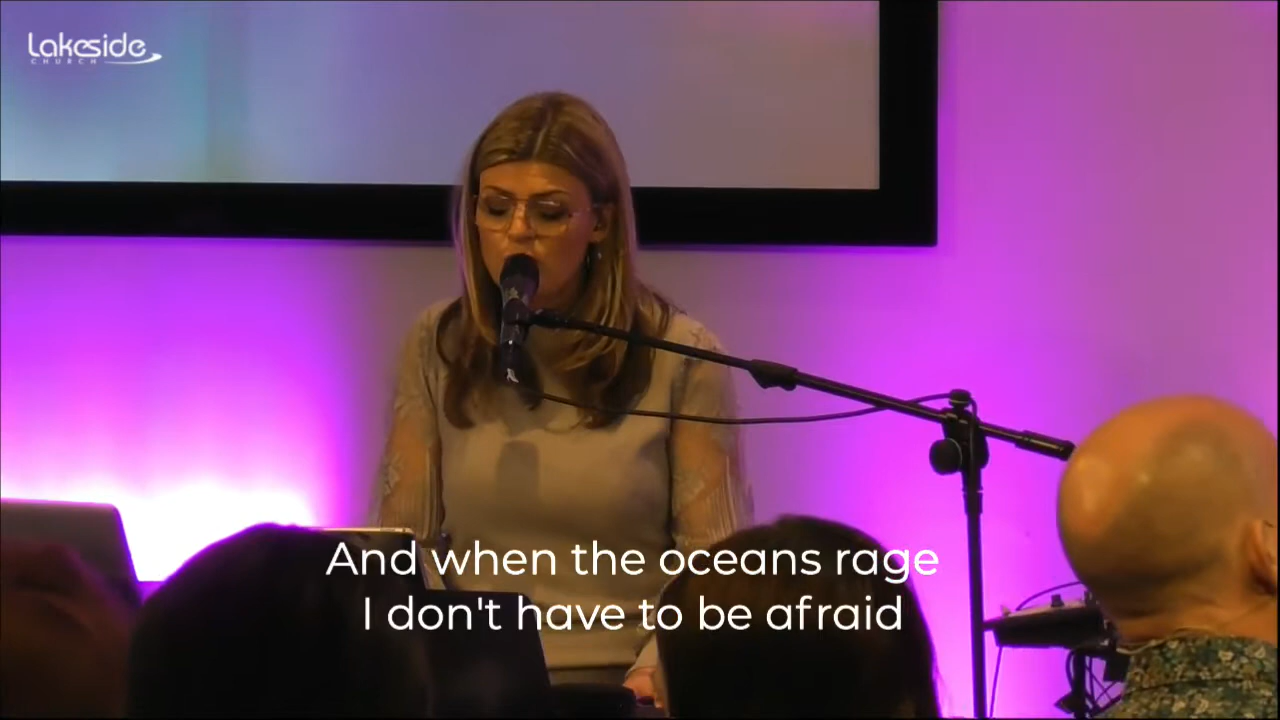 Lakeside
CHURCH
And when the oceans rage
I don't have to be afraid